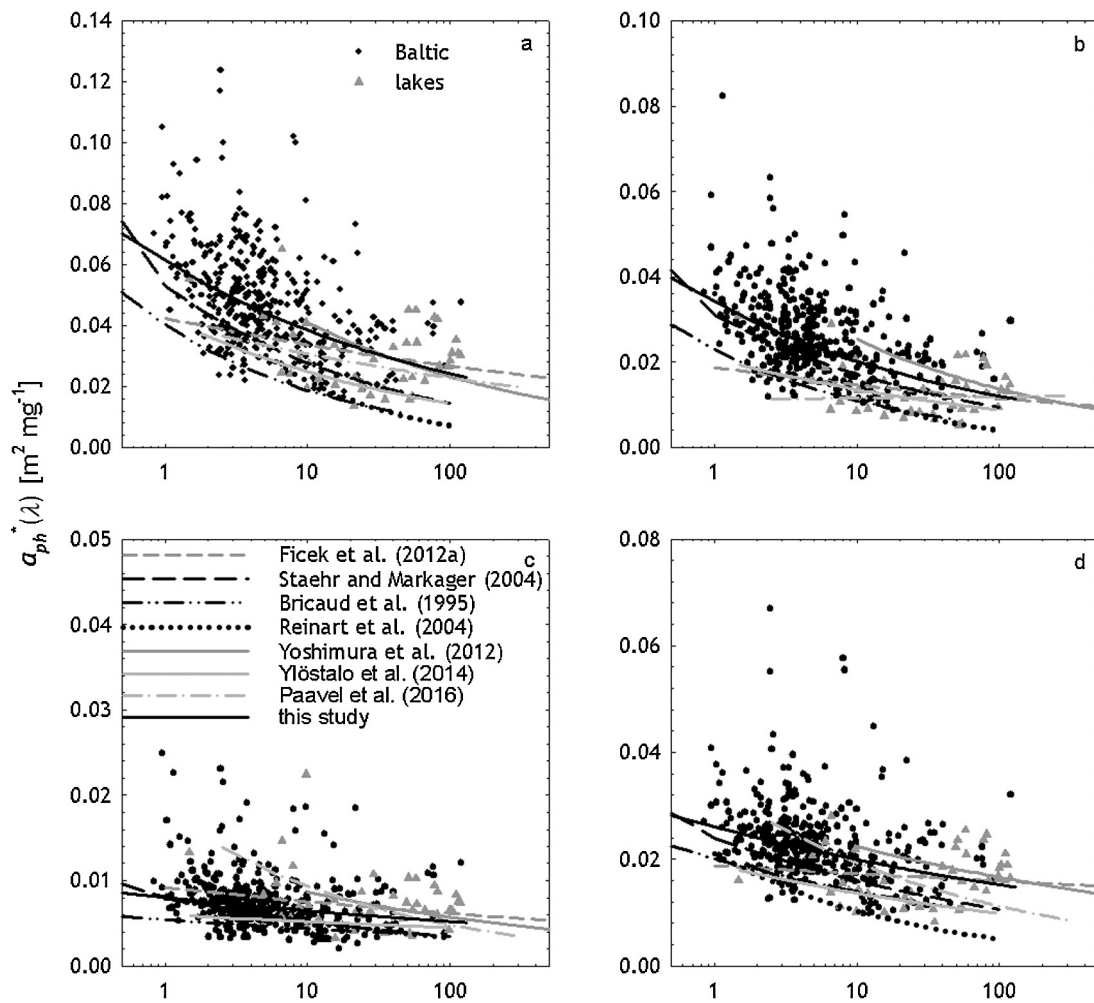 a_ph*(λ) [m² mg⁻¹]
0.14
0.12
0.10
0.08
0.06
0.04
0.02
0.00
1 10 100
a
Baltic
lakes
0.10
0.08
0.06
0.04
0.02
0.00
1 10 100
b
0.05
0.04
0.03
0.02
0.01
0.00
1 10 100
c
Ficek et al. (2012a)
Staehr and Markager (2004)
Bricaud et al. (1995)
Reinart et al. (2004)
Yoshimura et al. (2012)
Ylöstalo et al. (2014)
Paavel et al. (2016)
this study
0.08
0.06
0.04
0.02
0.00
1 10 100
d